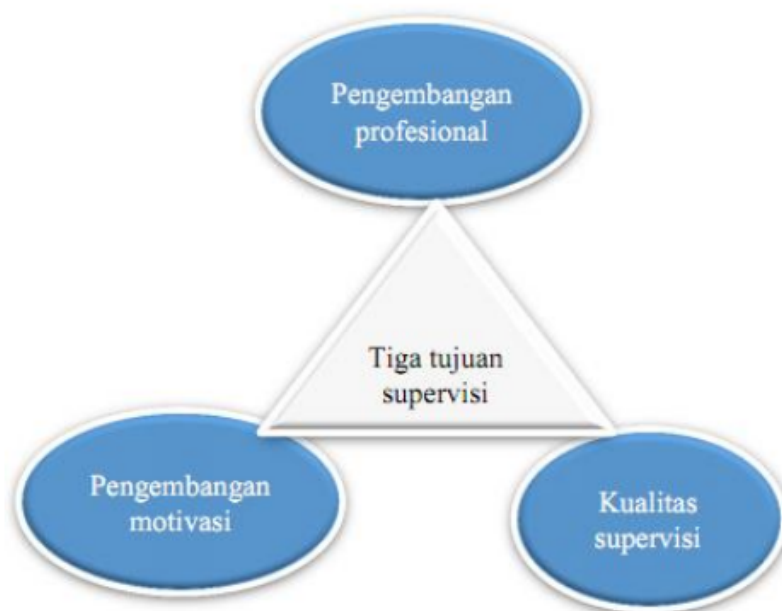 Pengembangan
profesional
Tiga tujuan
supervisi
Pengembangan
motivasi
Kualitas
supervisi